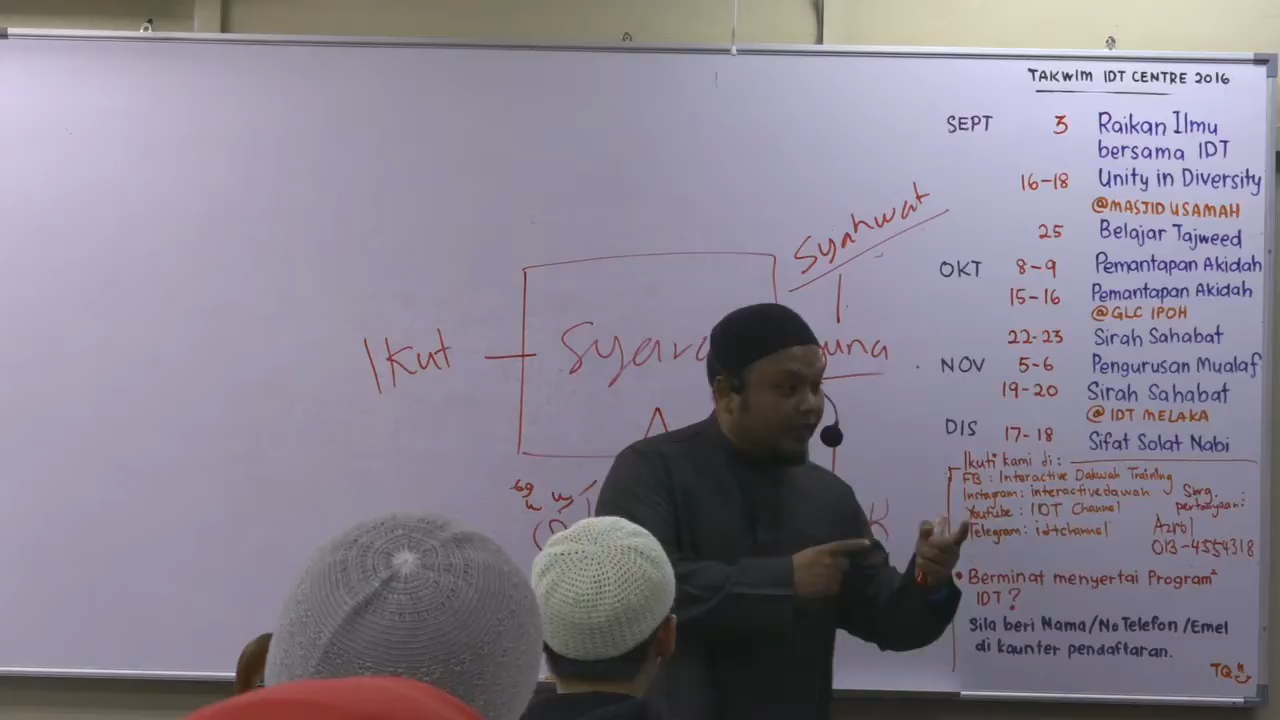 TAKWIM IDT CENTRE 2016
SEPT 3 Raikan Ilmu
bersama IDT
16-18 Unity in Diversity
@MASJID USAMAH
25 Belajar Tajweed
OKT 8-9 Pemantapan Akidah
15-16 Pemantapan Akidah
@GLC IPOH
22-23 Sirah Sahabat
NOV 5-6 Pengurusan Mualaf
19-20 Sirah Sahabat
@IDT MELAKA
DIS 17-18 Sifat Solat Nabi
Ikuti kami di:
FB: Interactive Dakwah Training
Instagram: interactivedawah
Youtube: IDT Channel
Telegram: idtchannel
Sbrg.
pertanyaan:
Azrol
013-4554318
• Berminat menyertai Program²
IDT?
Sila beri Nama/No Telefon/Emel
di kaunter pendaftaran.
TQ
Syahwat
Ikut Syara una